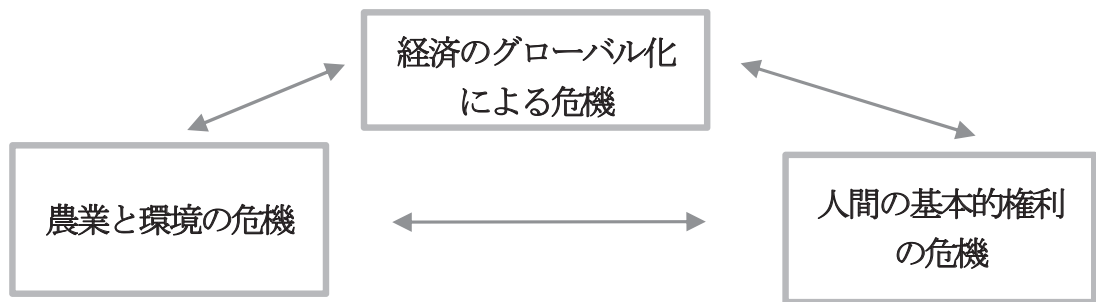 経済のグローバル化
による危機
農業と環境の危機
人間の基本的権利
の危機